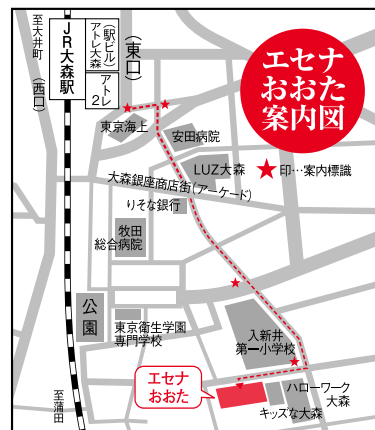 至大井町
(西口)
JR大森駅
(駅ビル)
アトレ大森
アトレ
2
(東口)
エセナ
おおた
案内図
★印…案内標識
東京海上
安田病院
LUZ大森
大森銀座商店街(アーケード)
りそな銀行
牧田
総合病院
公園
東京衛生学園
専門学校
入新井
第一小学校
エセナ
おおた
ハローワーク
大森
キッズな大森
至蒲田